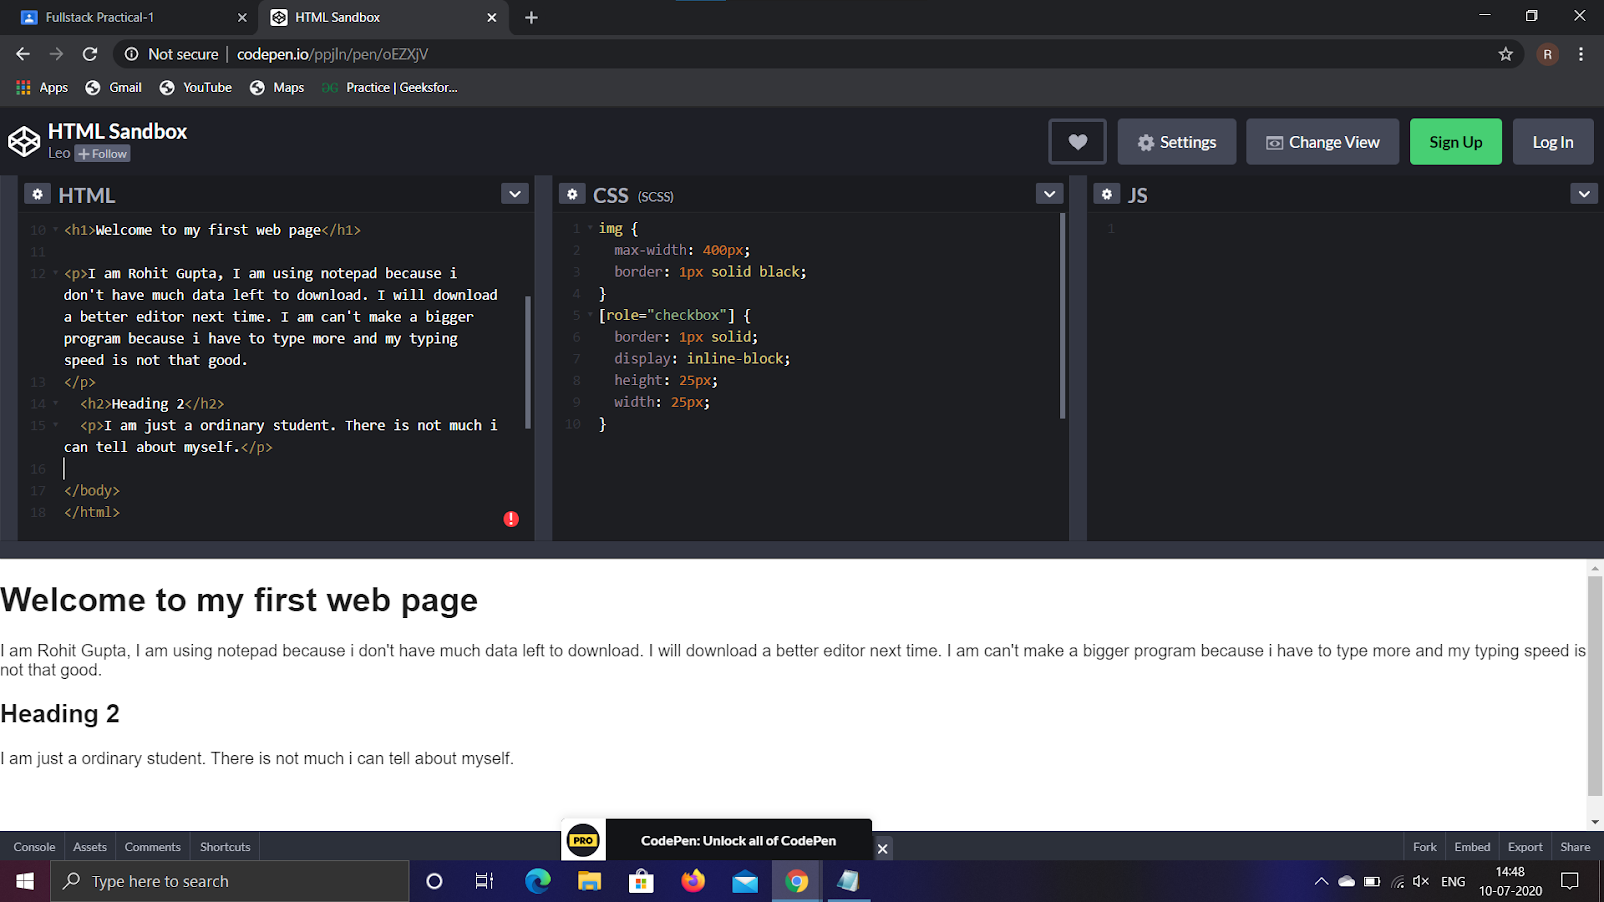 Fullstack Practical-1
HTML Sandbox
Not secure | codepen.io/ppjln/pen/oEZXjV
R
Apps
Gmail
YouTube
Maps
Practice | Geeksfor...
HTML Sandbox
Leo + Follow
Settings
Change View
Sign Up
Log In
HTML
10 <h1>Welcome to my first web page</h1>
11
12 <p>I am Rohit Gupta, I am using notepad because i
don't have much data left to download. I will download
a better editor next time. I am can't make a bigger
program because i have to type more and my typing
speed is not that good.
13 </p>
14 <h2>Heading 2</h2>
15 <p>I am just a ordinary student. There is not much i
can tell about myself.</p>
16
17 </body>
18 </html>
CSS (SCSS)
1 img {
2 max-width: 400px;
3 border: 1px solid black;
4 }
5 [role="checkbox"] {
6 border: 1px solid;
7 display: inline-block;
8 height: 25px;
9 width: 25px;
10 }
JS
1
Welcome to my first web page
I am Rohit Gupta, I am using notepad because i don't have much data left to download. I will download a better editor next time. I am can't make a bigger program because i have to type more and my typing speed is
not that good.
Heading 2
I am just a ordinary student. There is not much i can tell about myself.
Console
Assets
Comments
Shortcuts
PRO
CodePen: Unlock all of CodePen
Fork
Embed
Export
Share
Type here to search
ENG
14:48
10-07-2020